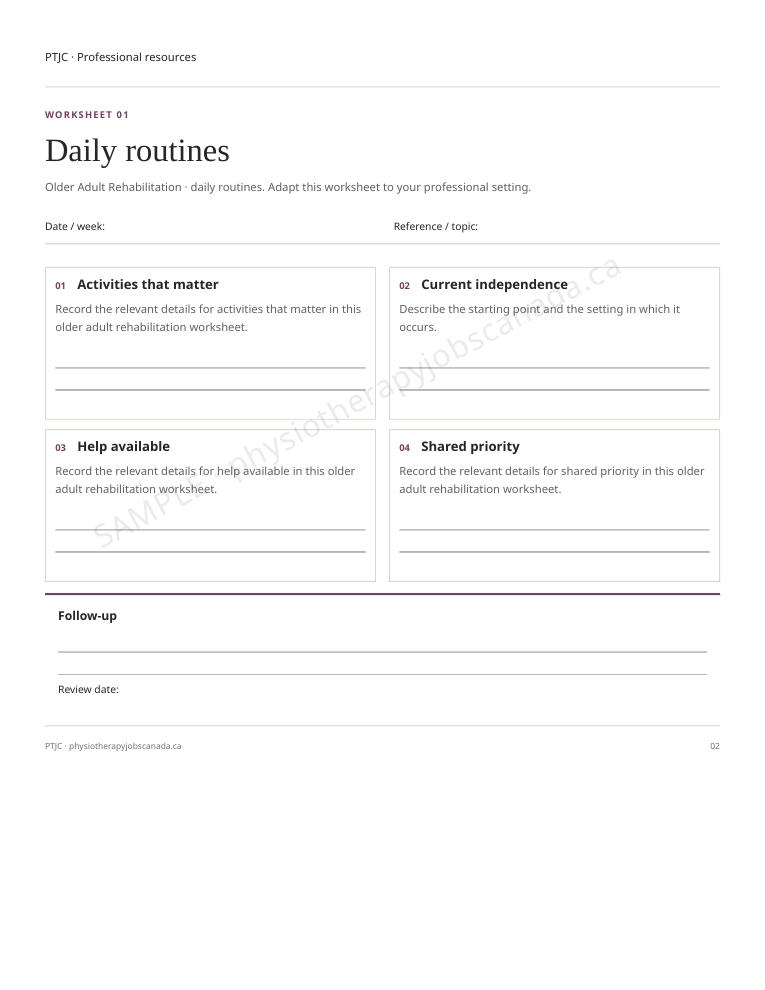 PTJC · Professional resources
WORKSHEET 01
Daily routines
Older Adult Rehabilitation · daily routines. Adapt this worksheet to your professional setting.
Date / week:
Reference / topic:
01 Activities that matter
Record the relevant details for activities that matter in this
older adult rehabilitation worksheet.
02 Current independence
Describe the starting point and the setting in which it
occurs.
03 Help available
Record the relevant details for help available in this older
adult rehabilitation worksheet.
04 Shared priority
Record the relevant details for shared priority in this older
adult rehabilitation worksheet.
SAMPLE · physiotherapyjobscanada.ca
Follow-up
Review date:
PTJC · physiotherapyjobscanada.ca
02